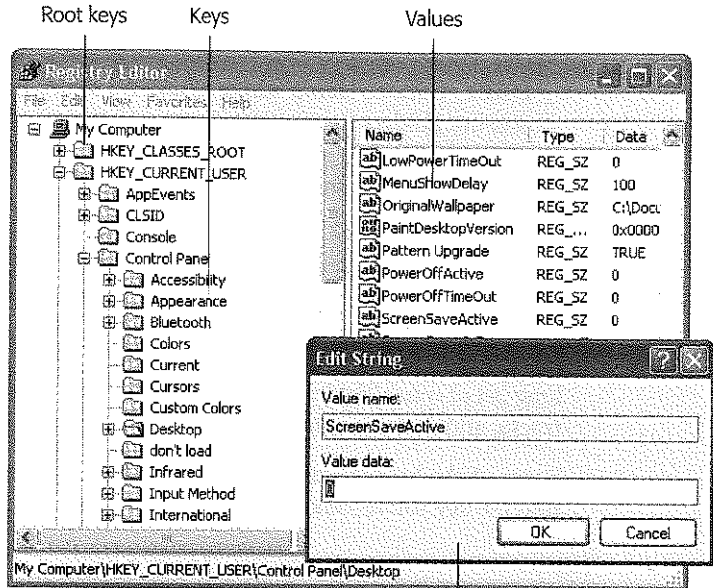 Root keys Keys Values
Registry Editor
File Edit View Favorites Help
My Computer
HKEY_CLASSES_ROOT
HKEY_CURRENT_USER
AppEvents
CLSID
Console
Control Panel
Accessibility
Appearance
Bluetooth
Colors
Current
Cursors
Custom Colors
Desktop
don't load
Infrared
Input Method
International
Name Type Data
LowPowerTimeOut REG_SZ 0
MenuShowDelay REG_SZ 100
OriginalWallpaper REG_SZ C:\Docu
PaintDesktopVersion REG_... 0x0000
Pattern Upgrade REG_SZ TRUE
PowerOffActive REG_SZ 0
PowerOffTimeOut REG_SZ 0
ScreenSaveActive REG_SZ 0
Edit String
Value name:
ScreenSaveActive
Value data:
OK Cancel
My Computer\HKEY_CURRENT_USER\Control Panel\Desktop